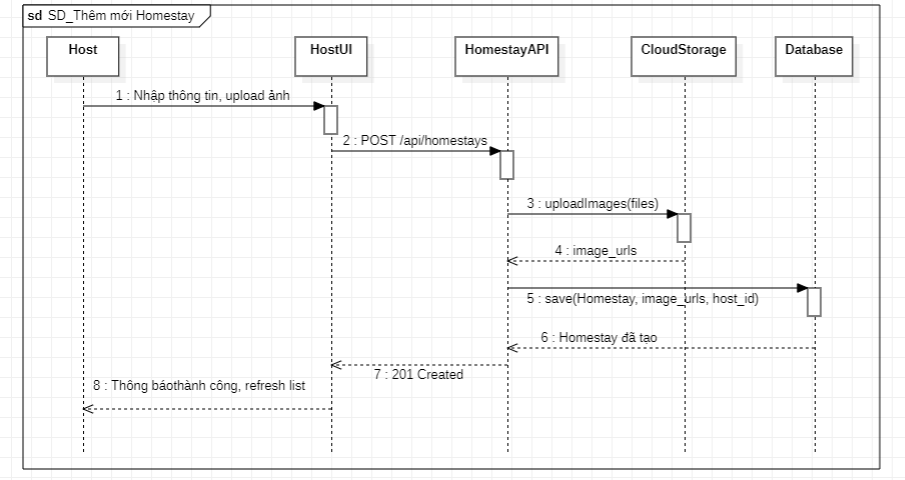 sd SD_Thêm mới Homestay
Host
HostUI
HomestayAPI
CloudStorage
Database
1 : Nhập thông tin, upload ảnh
2 : POST /api/homestays
3 : uploadImages(files)
4 : image_urls
5 : save(Homestay, image_urls, host_id)
6 : Homestay đã tạo
7 : 201 Created
8 : Thông báothành công, refresh list